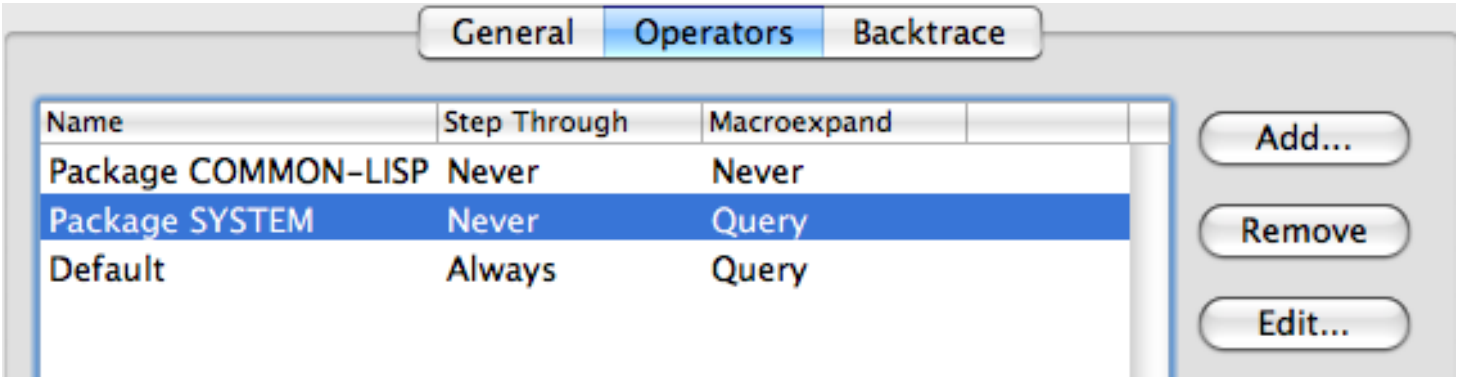 General Operators Backtrace
Name Step Through Macroexpand
Add...
Package COMMON-LISP Never Never
Package SYSTEM Never Query
Remove
Default Always Query
Edit...